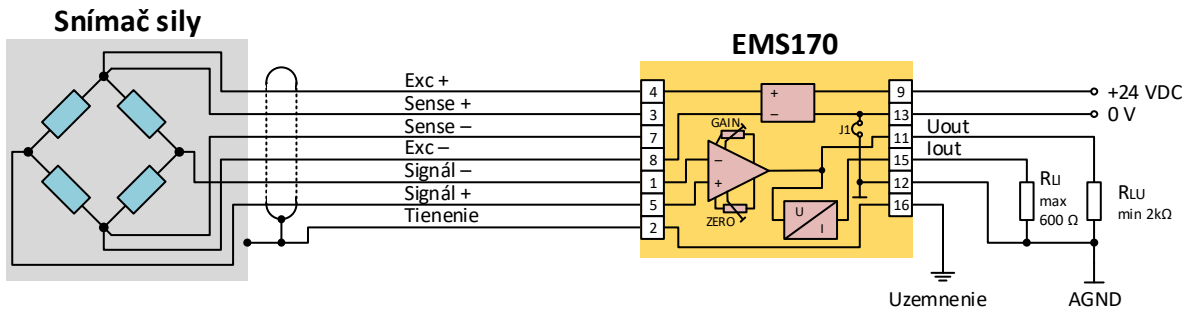 Snímač sily
EMS170
Exc +
Sense +
Sense –
Exc –
Signál –
Signál +
Tienenie
4
3
7
8
1
5
2
+
–
GAIN
–
+
ZERO
U
I
J1
9
13
11
15
12
16
+24 VDC
0 V
Uout
Iout
RLI
max
600 Ω
RLU
min 2kΩ
Uzemnenie
AGND